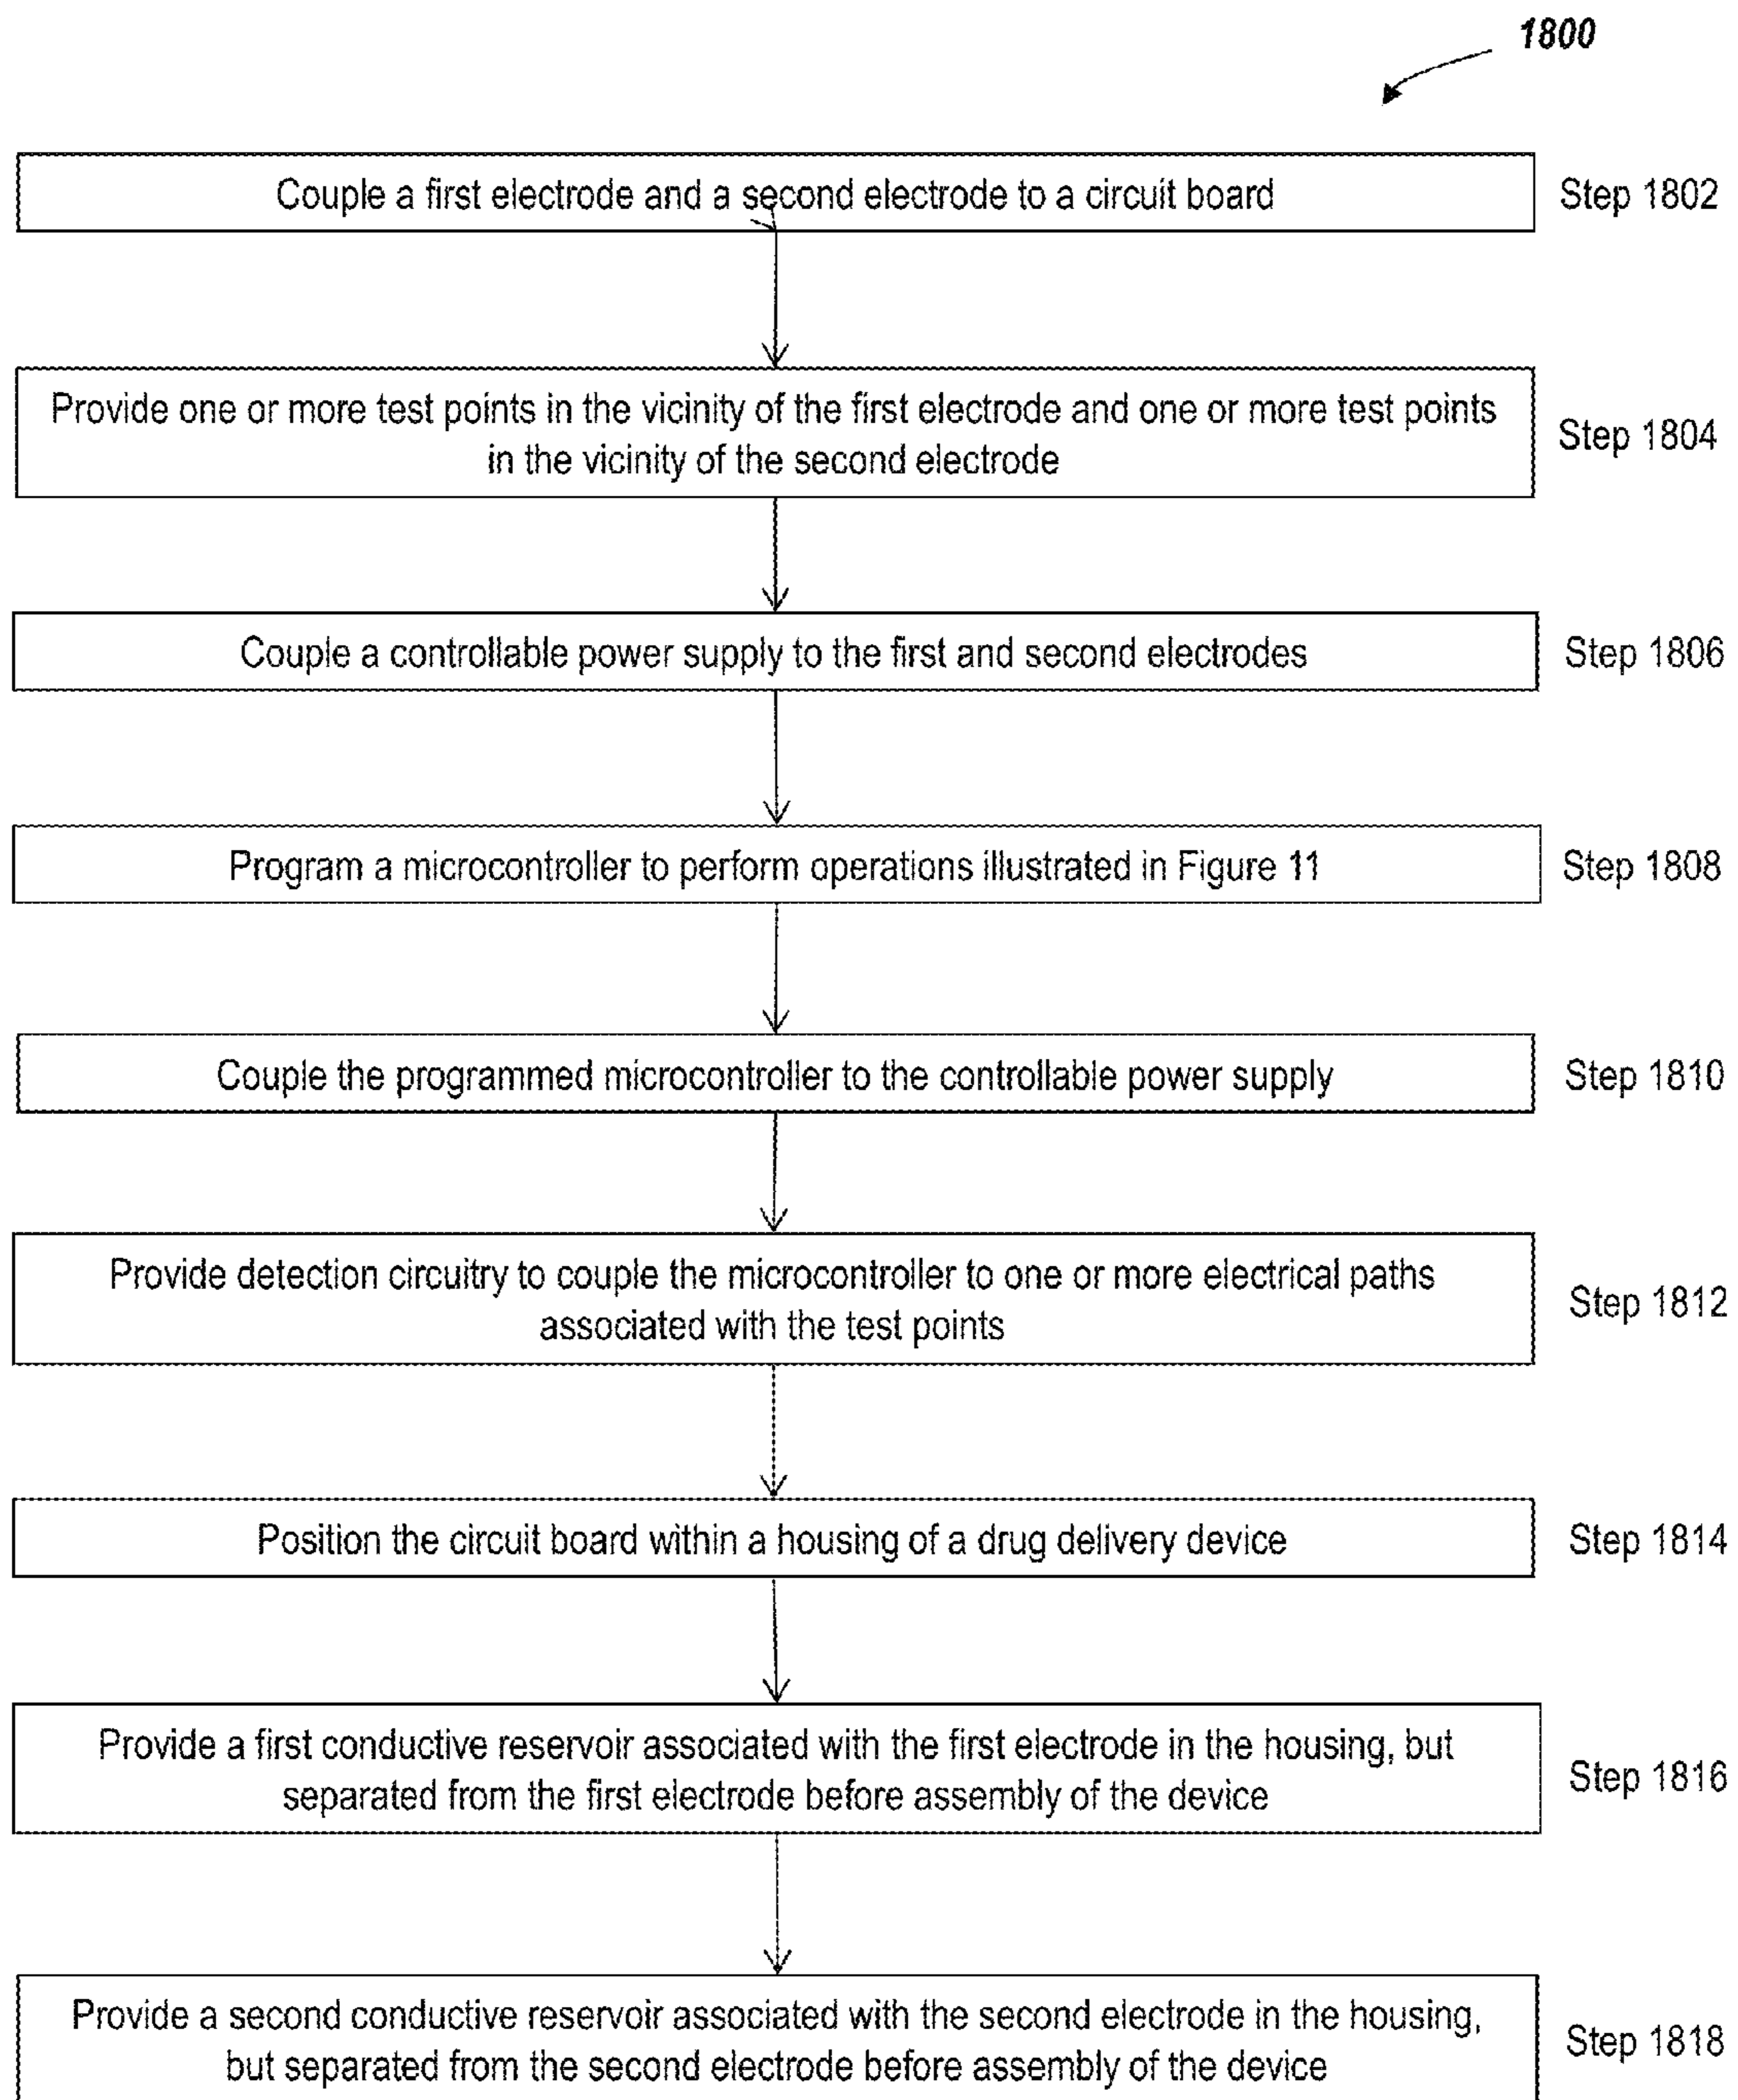 1800
Couple a first electrode and a second electrode to a circuit board
Step 1802
Provide one or more test points in the vicinity of the first electrode and one or more test points
in the vicinity of the second electrode
Step 1804
Couple a controllable power supply to the first and second electrodes
Step 1806
Program a microcontroller to perform operations illustrated in Figure 11
Step 1808
Couple the programmed microcontroller to the controllable power supply
Step 1810
Provide detection circuitry to couple the microcontroller to one or more electrical paths
associated with the test points
Step 1812
Position the circuit board within a housing of a drug delivery device
Step 1814
Provide a first conductive reservoir associated with the first electrode in the housing, but
separated from the first electrode before assembly of the device
Step 1816
Provide a second conductive reservoir associated with the second electrode in the housing,
but separated from the second electrode before assembly of the device
Step 1818